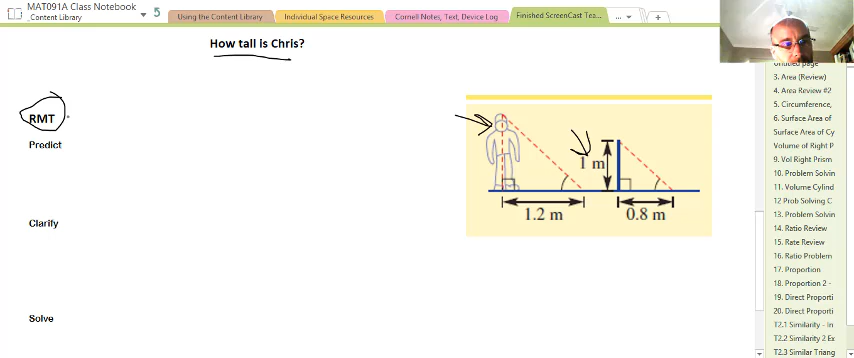 MAT091A Class Notebook
Content Library
Using the Content Library
Individual Space Resources
Cornell Notes, Text, Device Log
Finished ScreenCast Tea...
...
+
How tall is Chris?
RMT
Predict
Clarify
Solve
1 m
1.2 m
0.8 m
Untitled page
3. Area (Review)
4. Area Review #2
5. Circumference,
6. Surface Area of
Surface Area of Cy
Volume of Right P
9. Vol Right Prism
10. Problem Solvin
11. Volume Cylind
12 Prob Solving C
13. Problem Solvin
14. Ratio Review
15. Rate Review
16. Ratio Problem
17. Proportion
18. Proportion 2 -
19. Direct Proporti
20. Direct Proporti
T2.1 Similarity - In
T2.2 Similarity 2 Ex
T2.3 Similar Triang